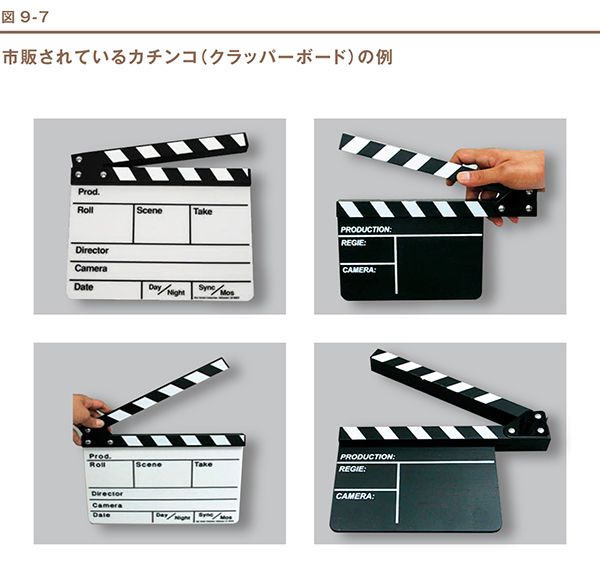 図 9-7
市販されているカチンコ（クラッパーボード）の例
Prod.
Roll Scene Take
Director
Camera
Date Day/Night Sync/Mos
PRODUCTION:
REGIE:
CAMERA:
Prod.
Roll Scene Take
Director
Camera
Date Day/Night Sync/Mos
PRODUCTION:
REGIE:
CAMERA: